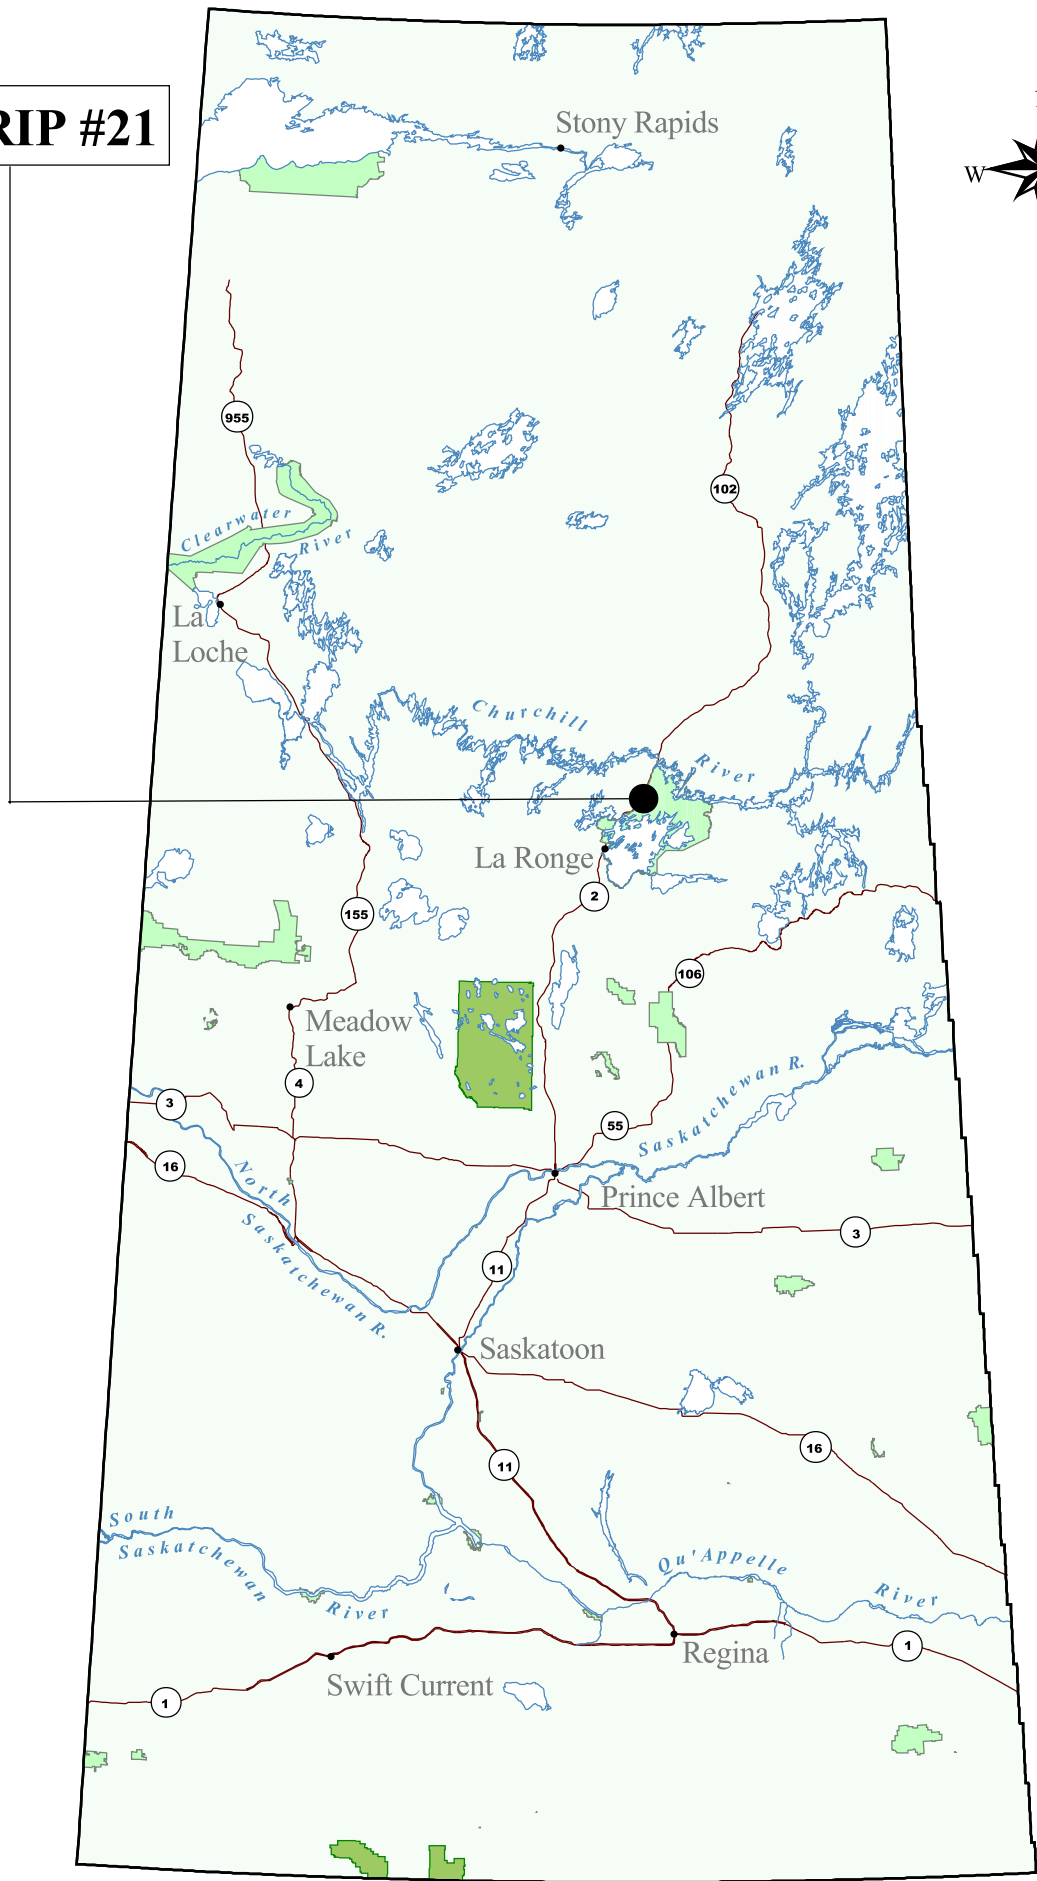 RIP #21
Stony Rapids
W
955
102
Clearwater
River
La
Loche
Churchill
River
La Ronge
2
155
106
Meadow
Lake
4
3
55
Saskatchewan R.
16
North
Prince Albert
3
Saskatchewan R.
11
Saskatoon
16
11
South
Saskatchewan
River
Qu'Appelle
River
Regina
1
Swift Current
1